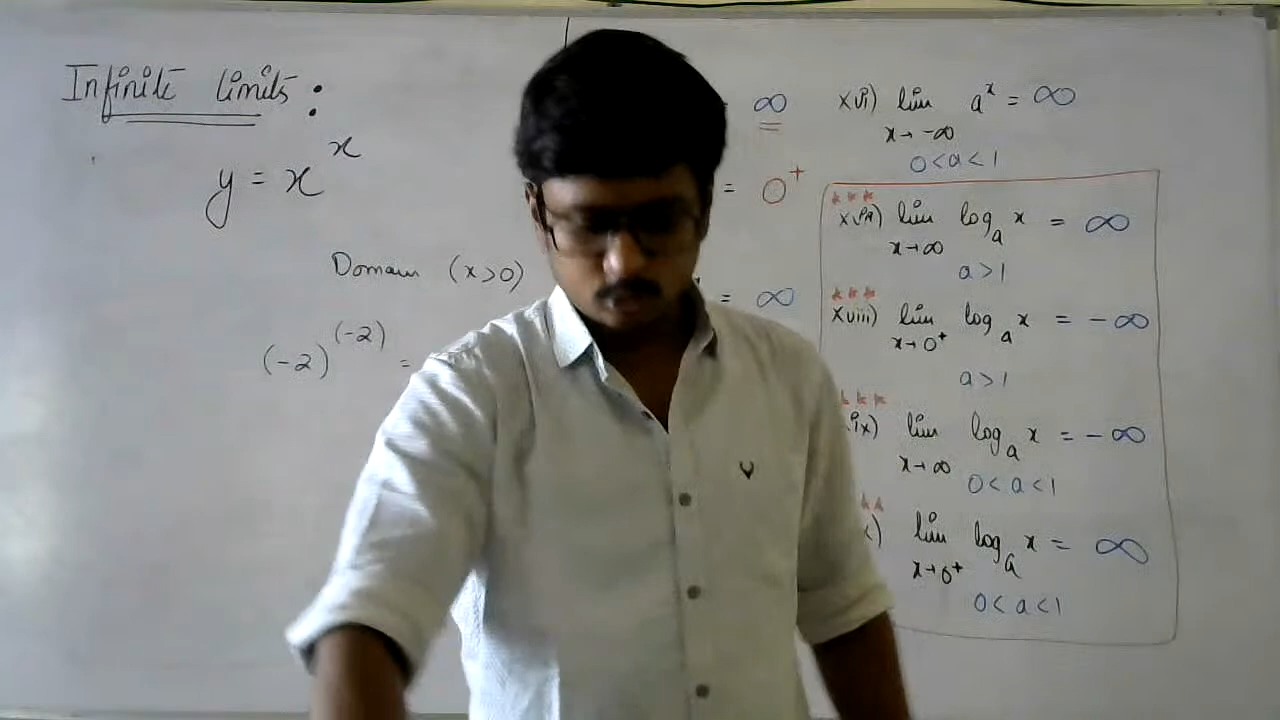 Infinite limits :
y = x^x
Domain (x>0)
(-2)^(-2) =
= ∞
= 0⁺
= ∞
xvi) lim a^x = ∞
x→-∞
0<a<1
*** 
xvii) lim log_a x = ∞
x→∞
a>1
***
xviii) lim log_a x = -∞
x→0⁺
a>1
***
ix) lim log_a x = -∞
x→∞
0<a<1
**
) lim log_a x = ∞
x→0⁺
0<a<1